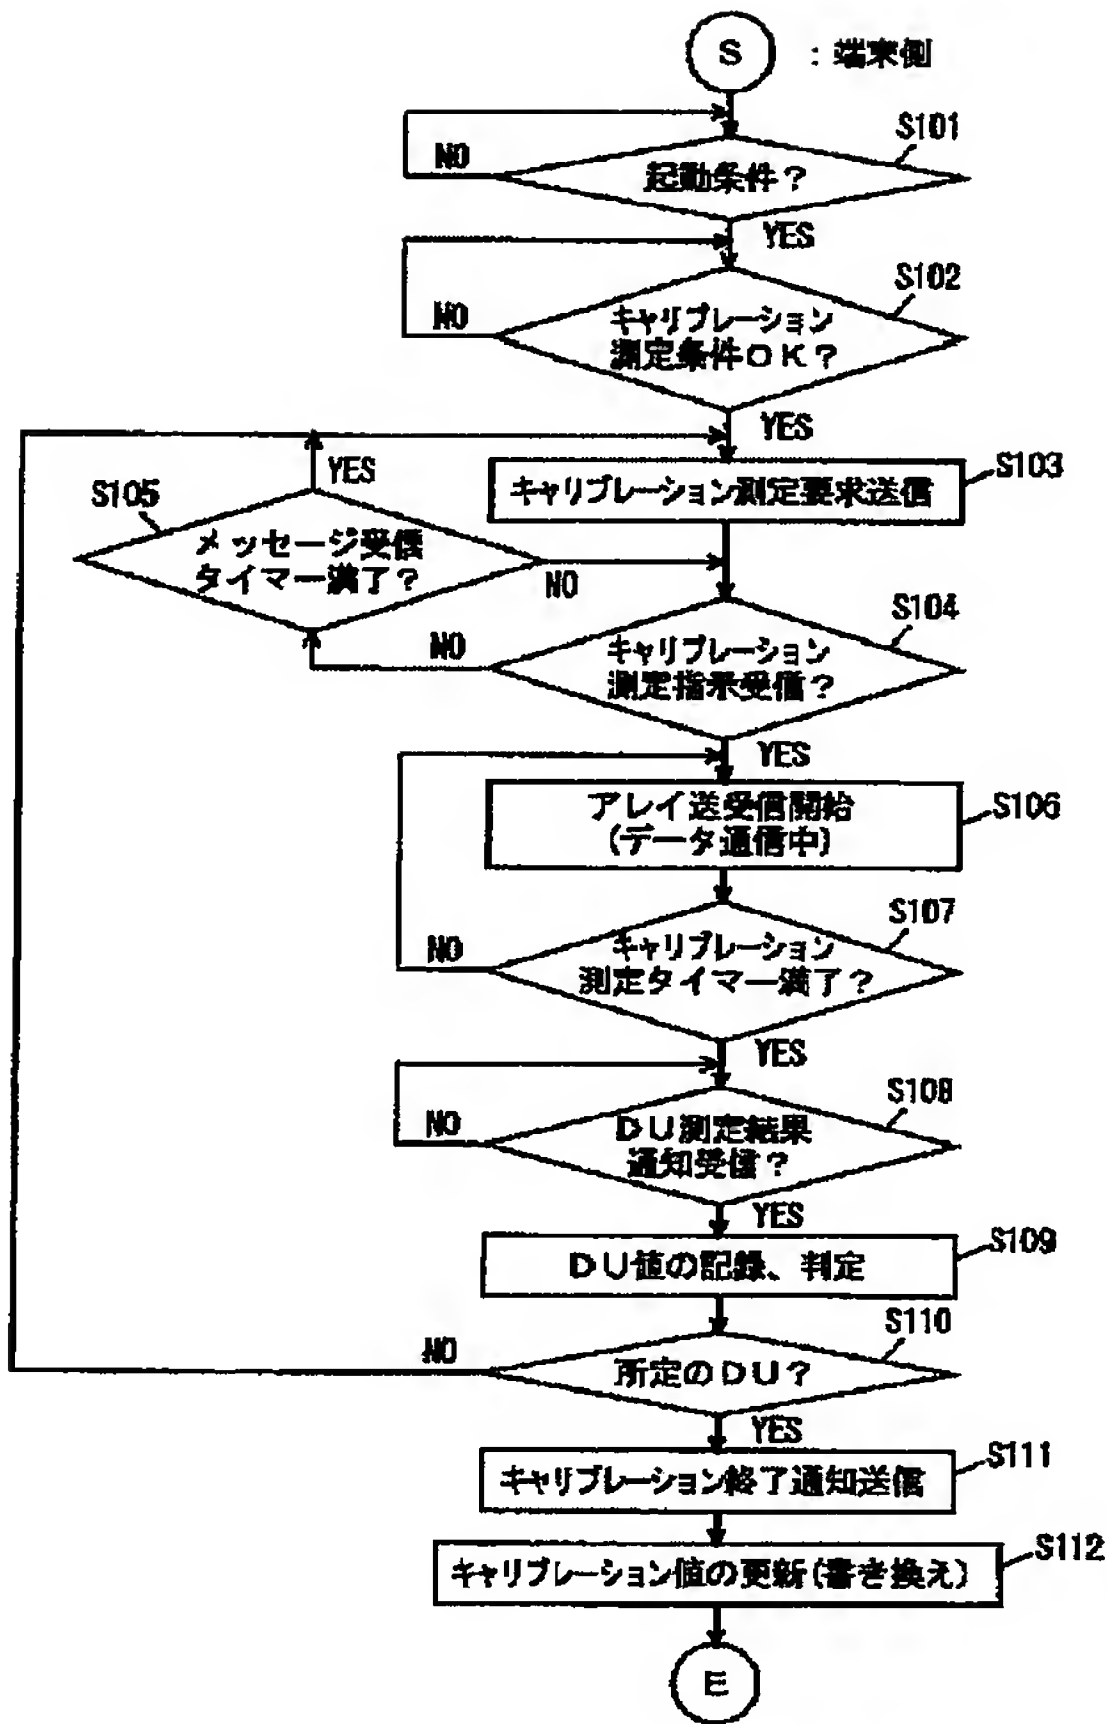 S
：端末側
S101
NO
起動条件？
YES
S102
NO
キャリブレーション
測定条件ＯＫ？
YES
YES
S103
キャリブレーション測定要求送信
S105
メッセージ受信
タイマー満了？
NO
S104
NO
キャリブレーション
測定指示受信？
YES
S106
アレイ送受信開始
(データ通信中)
S107
NO
キャリブレーション
測定タイマー満了？
YES
S108
NO
ＤＵ測定結果
通知受信？
YES
S109
ＤＵ値の記録、判定
S110
NO
所定のＤＵ？
YES
S111
キャリブレーション終了通知送信
S112
キャリブレーション値の更新(書き換え)
E